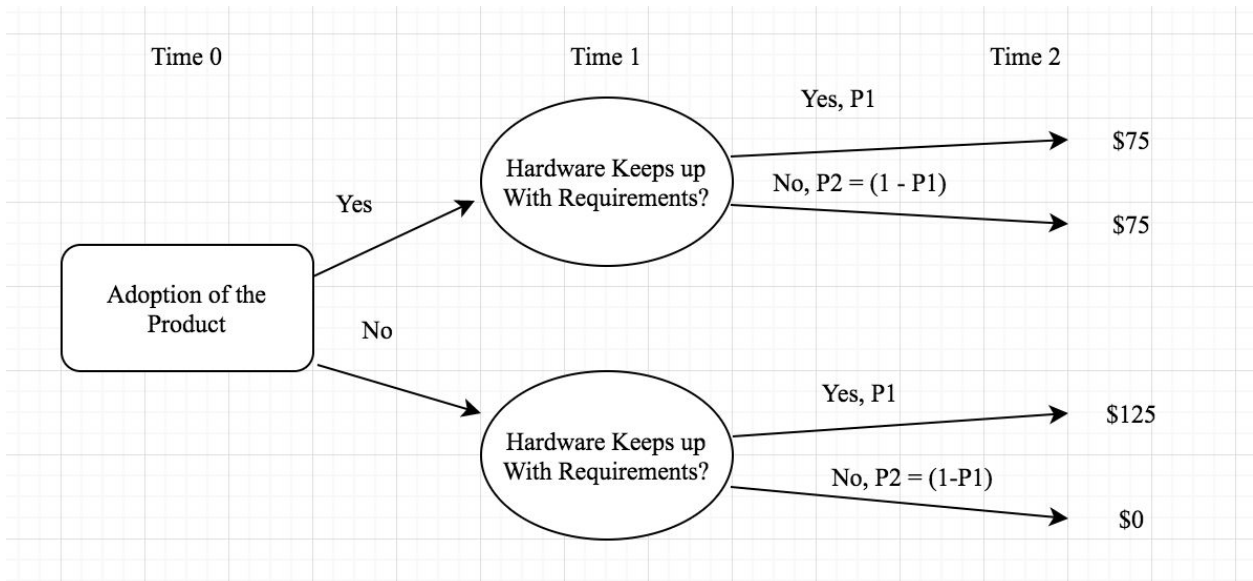 Time 0
Time 1
Time 2
Yes, P1
$75
Hardware Keeps up
With Requirements?
No, P2 = (1 - P1)
$75
Yes
Adoption of the
Product
No
Yes, P1
$125
Hardware Keeps up
With Requirements?
No, P2 = (1-P1)
$0